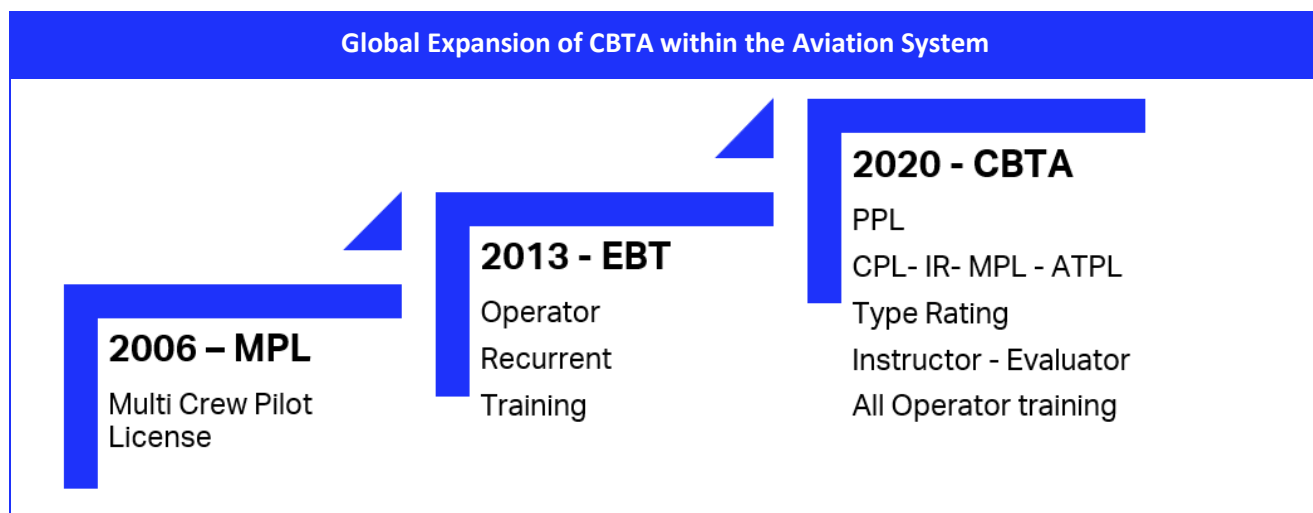 Global Expansion of CBTA within the Aviation System
2006 – MPL
Multi Crew Pilot
License
2013 - EBT
Operator
Recurrent
Training
2020 - CBTA
PPL
CPL- IR- MPL - ATPL
Type Rating
Instructor - Evaluator
All Operator training